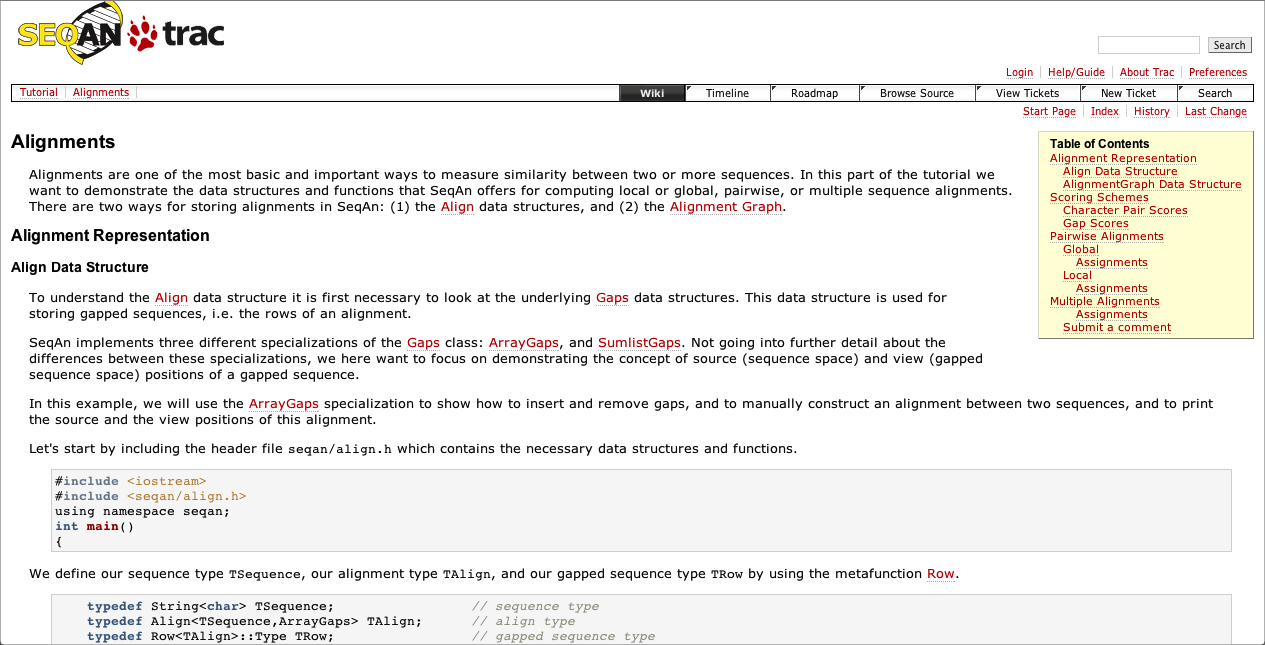 SEQAN trac
Search
Login Help/Guide About Trac Preferences
Tutorial Alignments Wiki Timeline Roadmap Browse Source View Tickets New Ticket Search
Start Page Index History Last Change
Alignments
Alignments are one of the most basic and important ways to measure similarity between two or more sequences. In this part of the tutorial we
want to demonstrate the data structures and functions that SeqAn offers for computing local or global, pairwise, or multiple sequence alignments.
There are two ways for storing alignments in SeqAn: (1) the Align data structures, and (2) the Alignment Graph.
Table of Contents
Alignment Representation
Align Data Structure
AlignmentGraph Data Structure
Scoring Schemes
Character Pair Scores
Gap Scores
Pairwise Alignments
Global
Assignments
Local
Assignments
Multiple Alignments
Assignments
Submit a comment
Alignment Representation
Align Data Structure
To understand the Align data structure it is first necessary to look at the underlying Gaps data structures. This data structure is used for
storing gapped sequences, i.e. the rows of an alignment.
SeqAn implements three different specializations of the Gaps class: ArrayGaps, and SumlistGaps. Not going into further detail about the
differences between these specializations, we here want to focus on demonstrating the concept of source (sequence space) and view (gapped
sequence space) positions of a gapped sequence.
In this example, we will use the ArrayGaps specialization to show how to insert and remove gaps, and to manually construct an alignment between two sequences, and to print
the source and the view positions of this alignment.
Let's start by including the header file seqan/align.h which contains the necessary data structures and functions.
#include <iostream>
#include <seqan/align.h>
using namespace seqan;
int main()
{
We define our sequence type TSequence, our alignment type TAlign, and our gapped sequence type TRow by using the metafunction Row.
typedef String<char> TSequence; // sequence type
typedef Align<TSequence,ArrayGaps> TAlign; // align type
typedef Row<TAlign>::Type TRow; // gapped sequence type